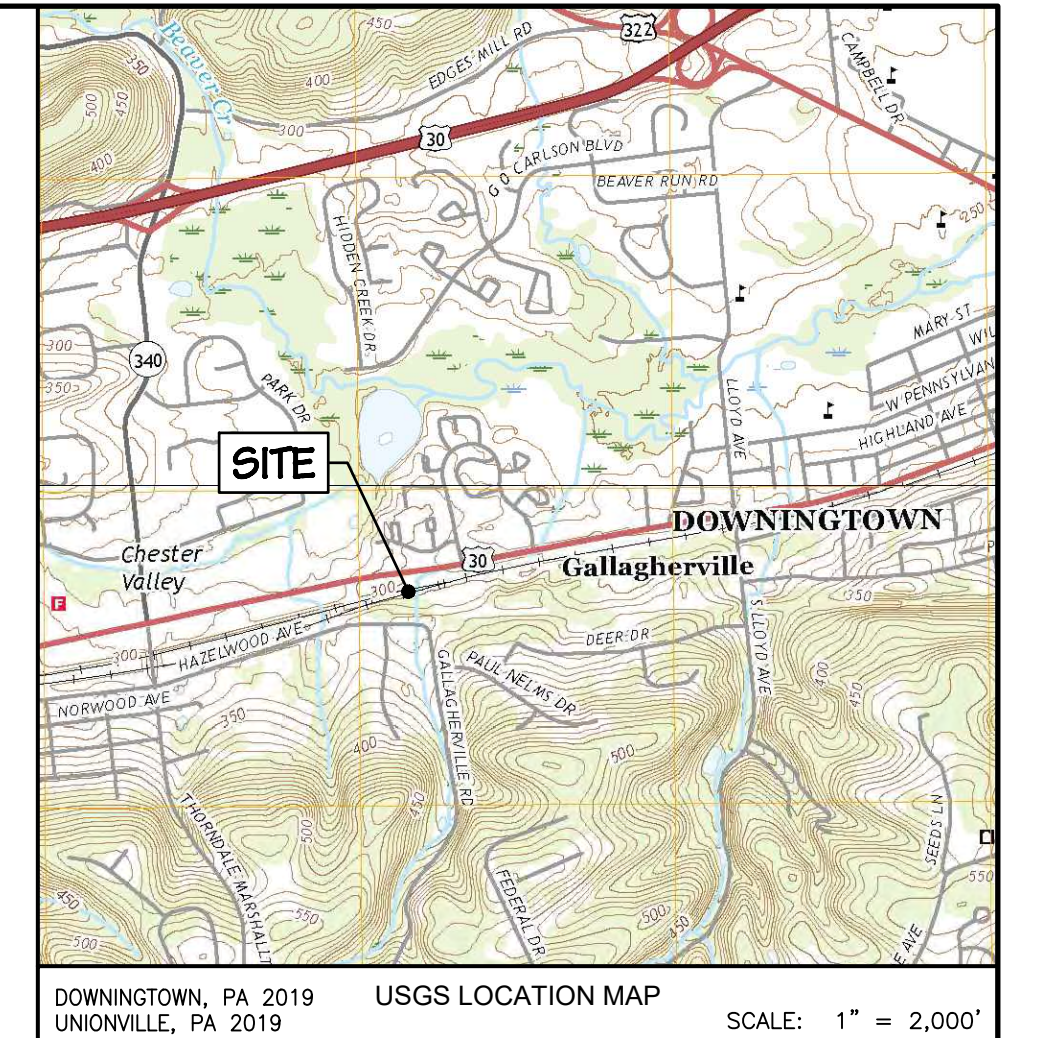 450
Beaver Cr
322
CAMPBELL DR
EDGES MILL RD
350
500
450
400
300
400
30
G O CARLSON BLVD
BEAVER RUN RD
250
HIDDEN CREEK DR
MARY ST
WIL
300
340
350
PARK DR
LLOYD AVE
W PENNSYLVAN
HIGHLAND AVE
SITE
DOWNINGTOWN
Chester
Valley
30
Gallagherville
300
F
350
S LLOYD AVE
HAZELWOOD AVE
300
DEER DR
PAUL NELMS DR
GALLAGHERVILLE RD
NORWOOD AVE
350
400
400
450
500
THORNDALE MARSHALLT
500
450
SEEDS LN
FEDERAL DR
550
450
550
500
500
450
E AVE
DOWNINGTOWN, PA 2019
UNIONVILLE, PA 2019
USGS LOCATION MAP
SCALE: 1" = 2,000'